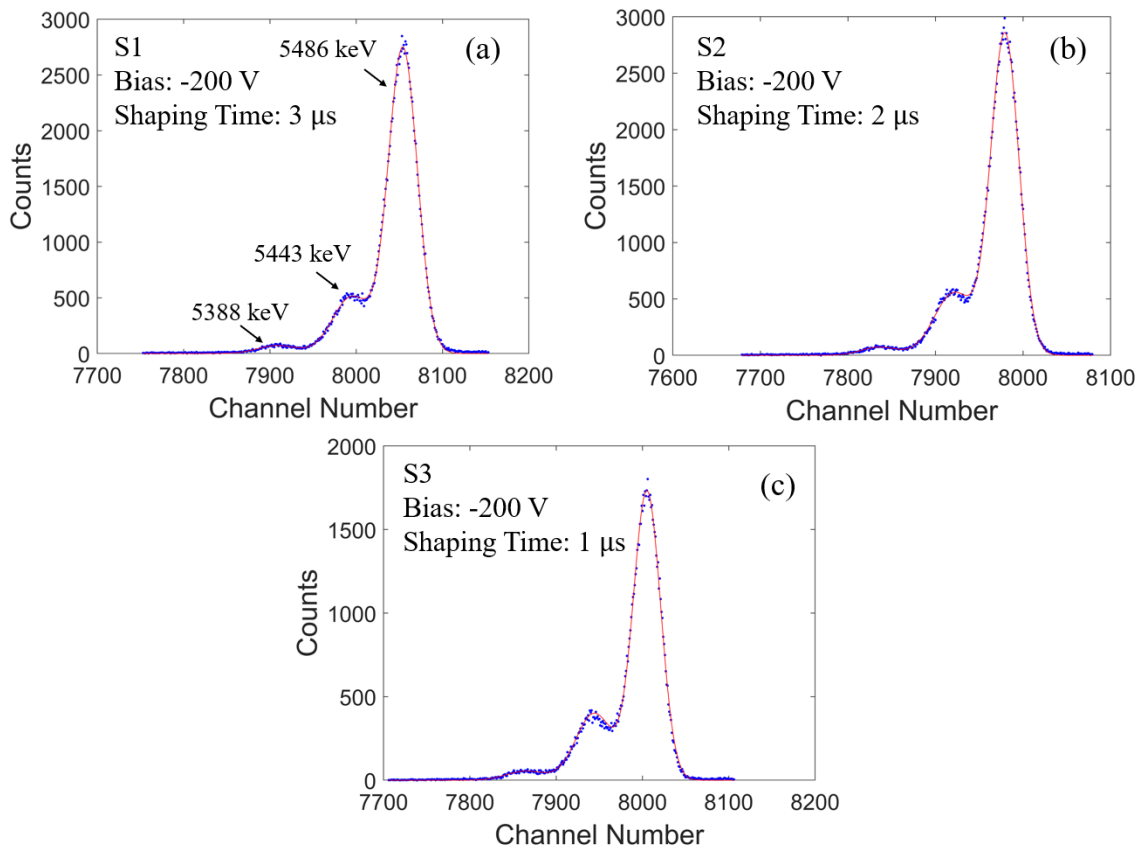 S1
Bias: -200 V
Shaping Time: 3 μs
(a)
5486 keV
5443 keV
5388 keV
3000
2500
2000
1500
1000
500
0
Counts
7700 7800 7900 8000 8100 8200
Channel Number
S2
Bias: -200 V
Shaping Time: 2 μs
(b)
3000
2500
2000
1500
1000
500
0
Counts
7600 7700 7800 7900 8000 8100
Channel Number
S3
Bias: -200 V
Shaping Time: 1 μs
(c)
2000
1500
1000
500
0
Counts
7700 7800 7900 8000 8100 8200
Channel Number